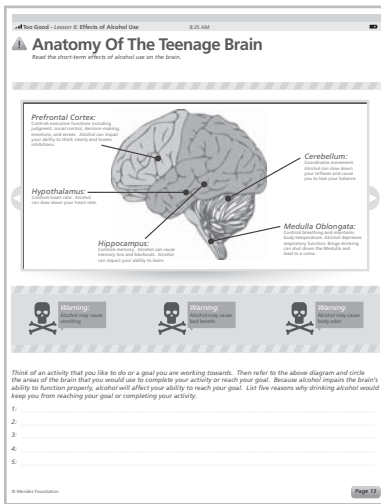 Too Good - Lesson 6: Effects of Alcohol Use
8:25 AM
Anatomy Of The Teenage Brain
Read the short-term effects of alcohol use on the brain.
Prefrontal Cortex:
Controls executive functions including
judgment, social control, decision-making,
emotions, and senses. Alcohol can impair
your ability to think clearly and lowers
inhibitions.
Cerebellum:
Coordinates movement.
Alcohol can slow down
your reflexes and cause
you to lose your balance.
Hypothalamus:
Controls heart rate. Alcohol
can slow down your heart rate.
Hippocampus:
Controls memory. Alcohol can cause
memory loss and blackouts. Alcohol
can impact your ability to learn.
Medulla Oblongata:
Controls breathing and maintains
body temperature. Alcohol depresses
respiratory function. Binge drinking
can shut down the Medulla and
lead to a coma.
Warning:
Alcohol may cause
vomiting.
Warning:
Alcohol may cause
bad breath.
Warning:
Alcohol may cause
body odor.
Think of an activity that you like to do or a goal you are working towards. Then refer to the above diagram and circle
the areas of the brain that you would use to complete your activity or reach your goal. Because alcohol impairs the brain's
ability to function properly, alcohol will affect your ability to reach your goal. List five reasons why drinking alcohol would
keep you from reaching your goal or completing your activity.
1:
2:
3:
4:
5:
© Mendez Foundation
Page 13